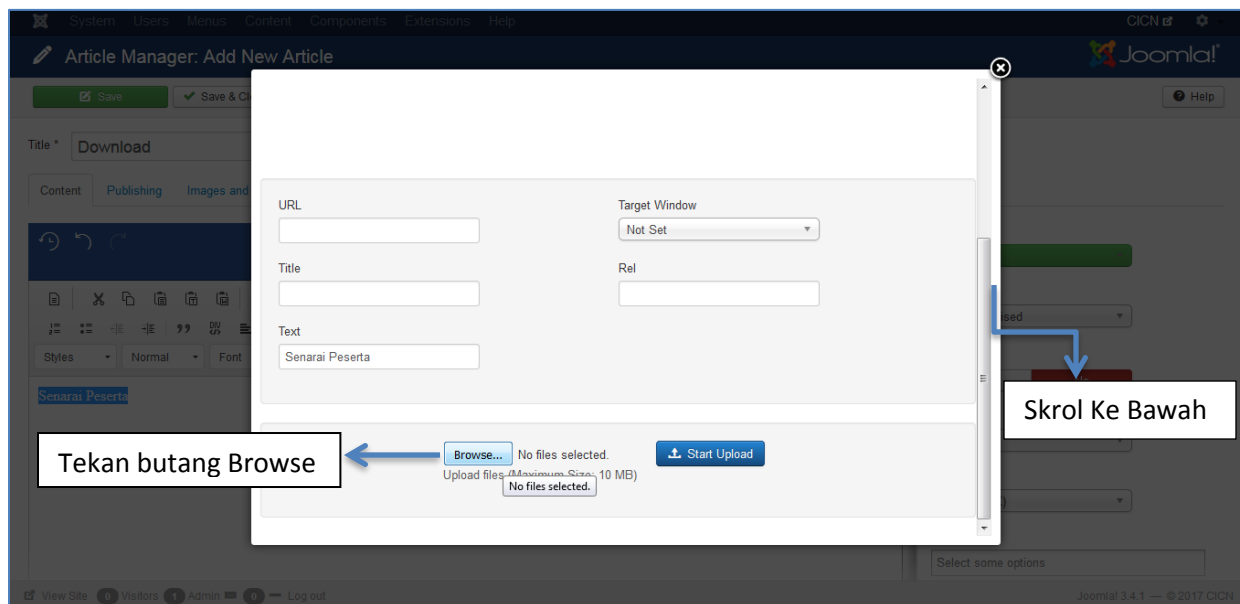 System Users Menus Content Components Extensions Help CICN
Article Manager: Add New Article Joomla!
Save Save & Cl Help
Title * Download
Content Publishing Images and
URL Target Window
Not Set
Title Rel
Text
Senarai Peserta
Styles Normal Font
Senarai Peserta
Skrol Ke Bawah
Tekan butang Browse
Browse... No files selected. Start Upload
Upload files (Maximum Size: 10 MB)
No files selected.
Select some options
View Site 0 Visitors 1 Admin 0 Log out Joomla! 3.4.1 — © 2017 CICN